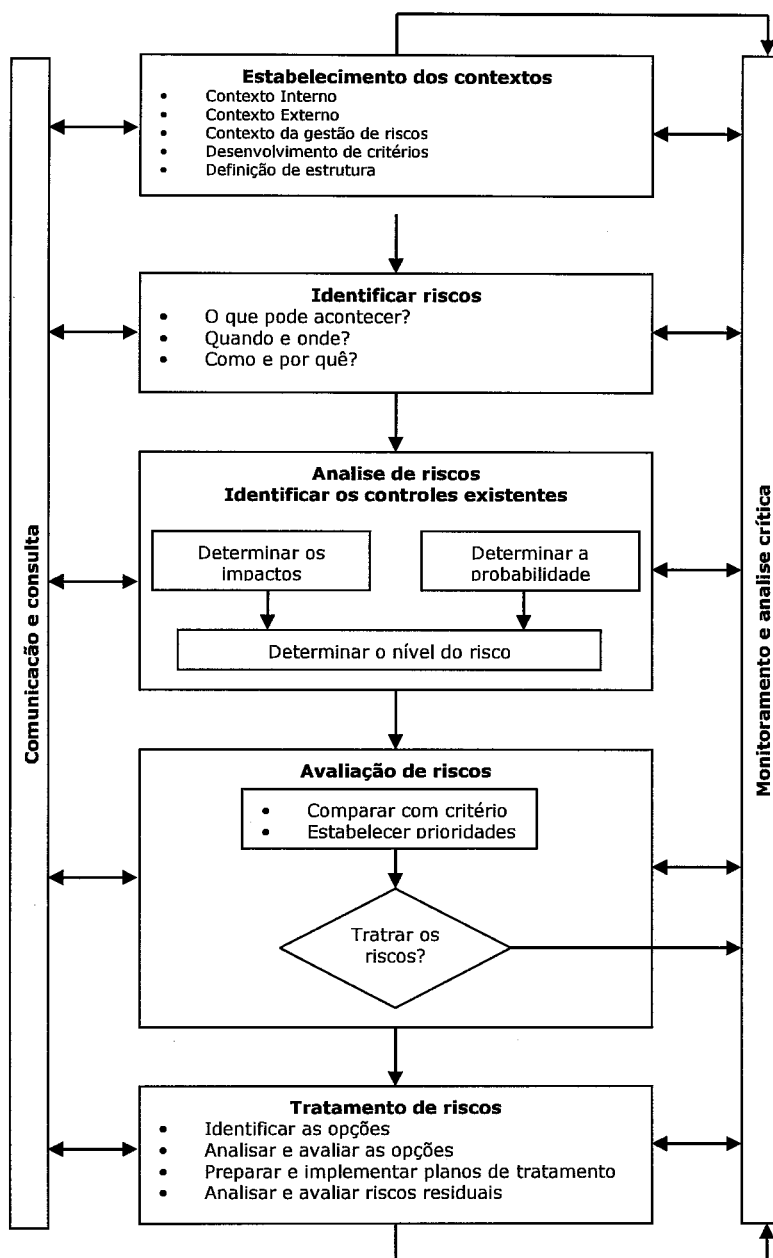 Estabelecimento dos contextos
• Contexto Interno
• Contexto Externo
• Contexto da gestão de riscos
• Desenvolvimento de critérios
• Definição de estrutura
Identificar riscos
• O que pode acontecer?
• Quando e onde?
• Como e por quê?
Analise de riscos
Identificar os controles existentes
Determinar os
impactos
Determinar a
probabilidade
Determinar o nível do risco
Avaliação de riscos
• Comparar com critério
• Estabelecer prioridades
Tratrar os
riscos?
Tratamento de riscos
• Identificar as opções
• Analisar e avaliar as opções
• Preparar e implementar planos de tratamento
• Analisar e avaliar riscos residuais
Comunicação e consulta
Monitoramento e analise crítica